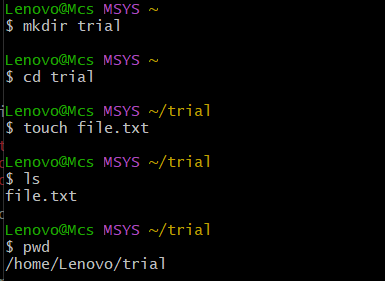 Lenovo@Mcs MSYS ~
$ mkdir trial
Lenovo@Mcs MSYS ~
$ cd trial
Lenovo@Mcs MSYS ~/trial
$ touch file.txt
Lenovo@Mcs MSYS ~/trial
$ ls
file.txt
Lenovo@Mcs MSYS ~/trial
$ pwd
/home/Lenovo/trial